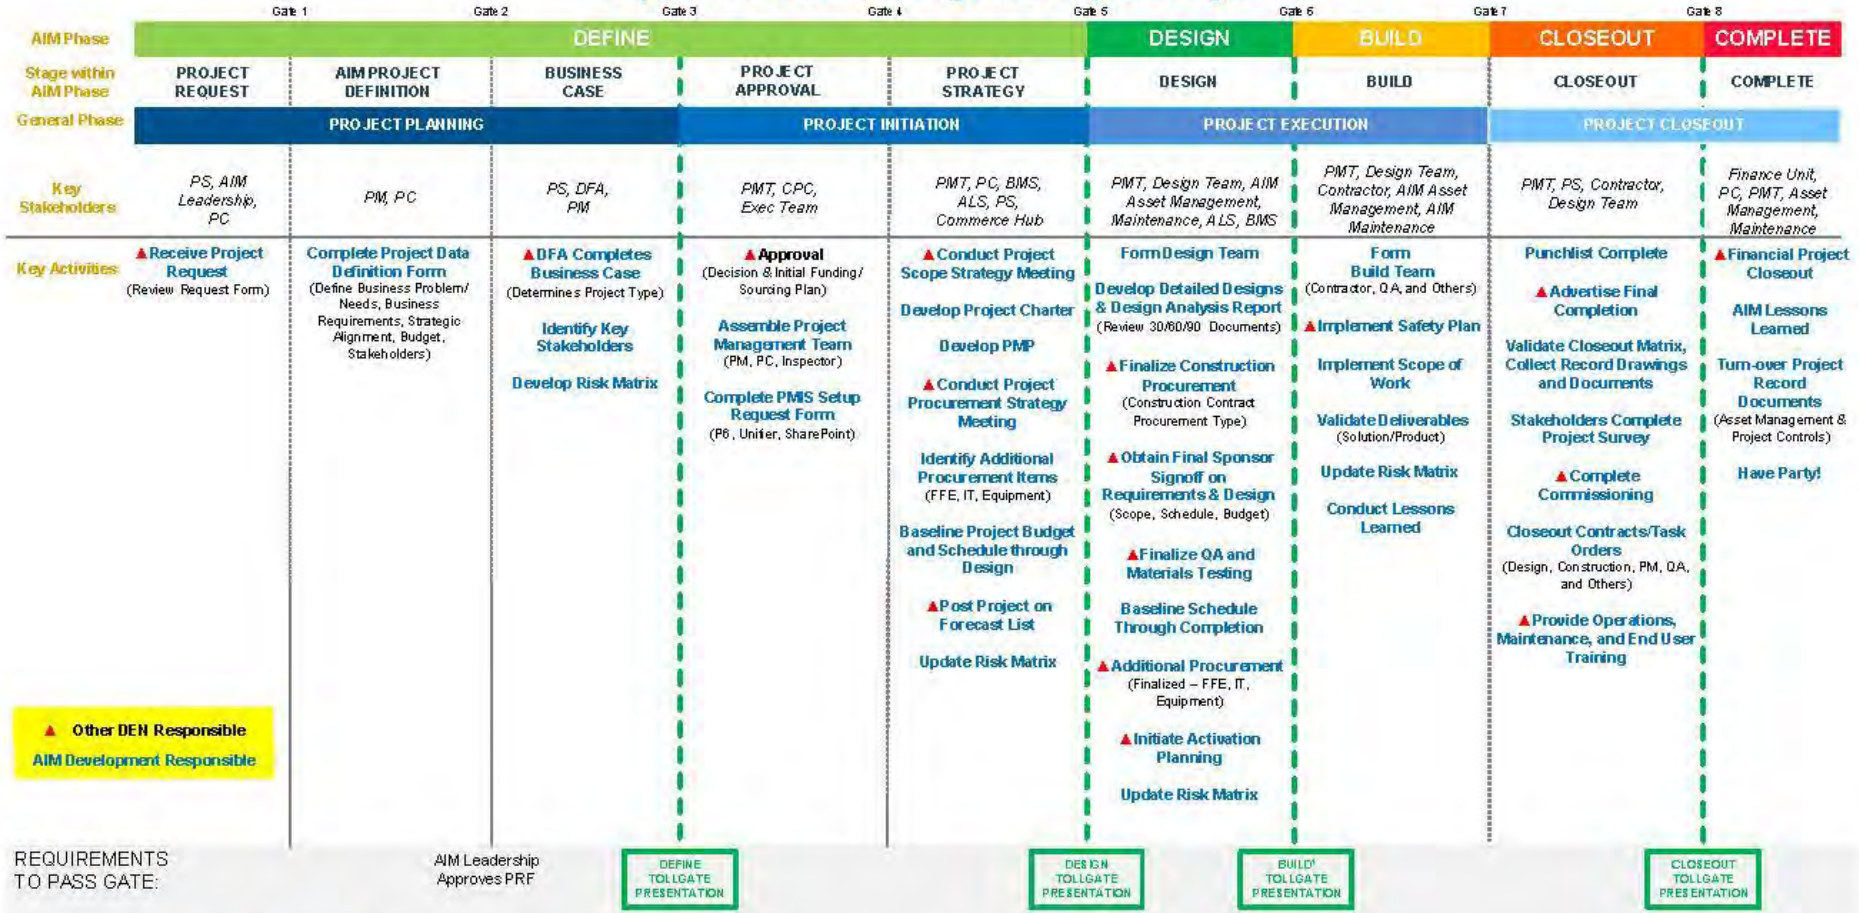 Gate 1 Gate 2 Gate 3 Gate 4 Gate 5 Gate 6 Gate 7 Gate 8
AIM Phase DEFINE DESIGN BUILD CLOSEOUT COMPLETE
Stage within
AIM Phase
PROJECT
REQUEST
AIM PROJECT
DEFINITION
BUSINESS
CASE
PROJECT
APPROVAL
PROJECT
STRATEGY
DESIGN
BUILD
CLOSEOUT
COMPLETE
General Phase PROJECT PLANNING PROJECT INITIATION PROJECT EXECUTION PROJECT CLOSEOUT
Key
Stakeholders
PS, AIM
Leadership,
PC
PM, PC
PS, DFA,
PM
PMT, CPC,
Exec Team
PMT, PC, BMS,
ALS, PS,
Commerce Hub
PMT, Design Team, AIM
Asset Management,
Maintenance, ALS, BMS
PMT, Design Team,
Contractor, AIM Asset
Management, AIM
Maintenance
PMT, PS, Contractor,
Design Team
Finance Unit,
PC, PMT, Asset
Management,
Maintenance
Key Activities
▲Receive Project
Request
(Review Request Form)
Complete Project Data
Definition Form
(Define Business Problem/
Needs, Business
Requirements, Strategic
Alignment, Budget,
Stakeholders)
▲DFA Completes
Business Case
(Determines Project Type)
Identify Key
Stakeholders
Develop Risk Matrix
▲Approval
(Decision & Initial Funding/
Sourcing Plan)
Assemble Project
Management Team
(PM, PC, Inspector)
Complete PMIS Setup
Request Form
(P6, Unifier, SharePoint)
▲Conduct Project
Scope Strategy Meeting
Develop Project Charter
Develop PMP
▲Conduct Project
Procurement Strategy
Meeting
Identify Additional
Procurement Items
(FFE, IT, Equipment)
Baseline Project Budget
and Schedule through
Design
▲Post Project on
Forecast List
Update Risk Matrix
Form Design Team
Develop Detailed Designs
& Design Analysis Report
(Review 30/60/90 Documents)
▲Finalize Construction
Procurement
(Construction Contract
Procurement Type)
▲Obtain Final Sponsor
Signoff on
Requirements & Design
(Scope, Schedule, Budget)
▲Finalize QA and
Materials Testing
Baseline Schedule
Through Completion
▲Additional Procurement
(Finalized – FFE, IT,
Equipment)
▲Initiate Activation
Planning
Update Risk Matrix
Form
Build Team
(Contractor, QA, and Others)
▲Implement Safety Plan
Implement Scope of
Work
Validate Deliverables
(Solution/Product)
Update Risk Matrix
Conduct Lessons
Learned
Punchlist Complete
▲Advertise Final
Completion
Validate Closeout Matrix,
Collect Record Drawings
and Documents
Stakeholders Complete
Project Survey
▲Complete
Commissioning
Closeout Contracts/Task
Orders
(Design, Construction, PM, QA,
and Others)
▲Provide Operations,
Maintenance, and End User
Training
▲Financial Project
Closeout
AIM Lessons
Learned
Turn-over Project
Record
Documents
(Asset Management &
Project Controls)
Have Party!
▲ Other DEN Responsible
AIM Development Responsible
REQUIREMENTS
TO PASS GATE:
AIM Leadership
Approves PRF
DEFINE
TOLLGATE
PRESENTATION
DESIGN
TOLLGATE
PRESENTATION
BUILD'
TOLLGATE
PRESENTATION
CLOSEOUT
TOLLGATE
PRESENTATION